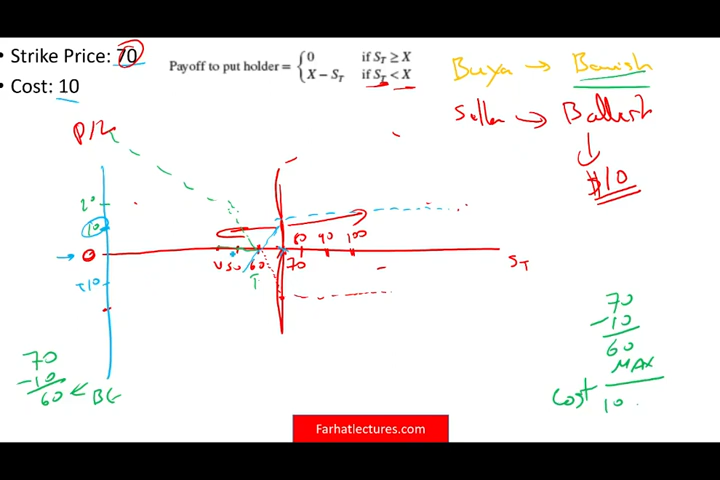 • Strike Price: 70
• Cost: 10
Payoff to put holder = { 0 if S_T ≥ X
X − S_T if S_T < X
Buyer → Bearish
Seller → Bullish
$10
P/L
20
10
0
-10
50 60 70 80 90 100
S_T
70
-10
60 ← BE
70
-10
60
MAX
Cost
10
Farhatlectures.com